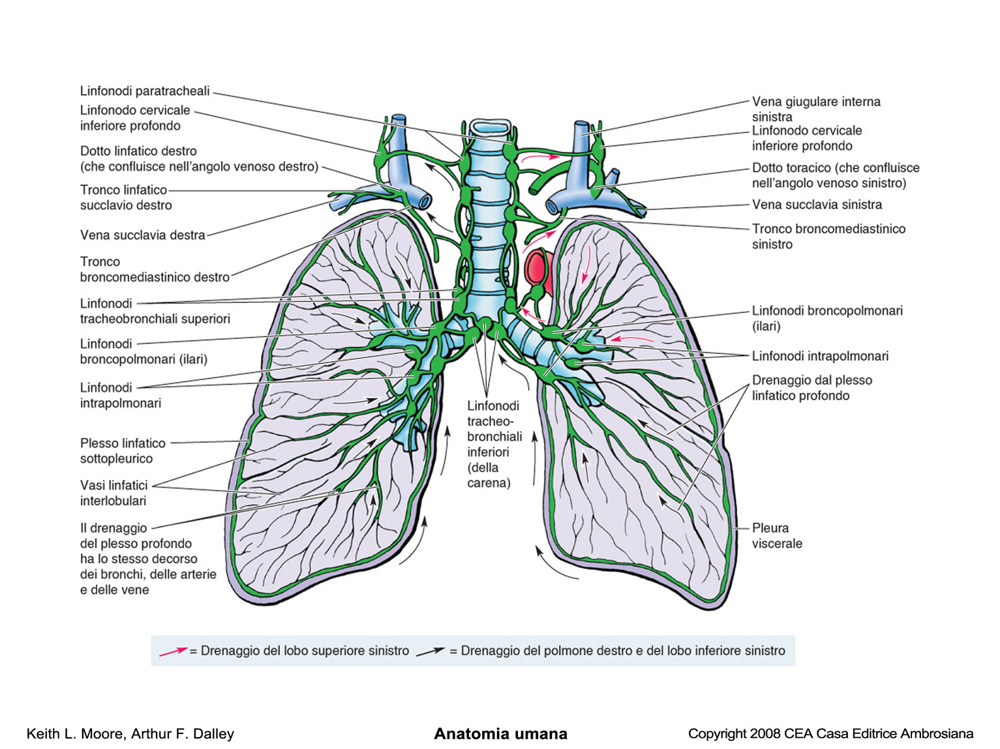 Linfonodi paratracheali
Linfonodo cervicale
inferiore profondo
Dotto linfatico destro
(che confluisce nell'angolo venoso destro)
Tronco linfatico
succlavio destro
Vena succlavia destra
Tronco
broncomediastinico destro
Linfonodi
tracheobronchiali superiori
Linfonodi
broncopolmonari (ilari)
Linfonodi
intrapolmonari
Plesso linfatico
sottopleurico
Vasi linfatici
interlobulari
Il drenaggio
del plesso profondo
ha lo stesso decorso
dei bronchi, delle arterie
e delle vene
Linfonodi
tracheo-
bronchiali
inferiori
(della
carena)
Vena giugulare interna
sinistra
Linfonodo cervicale
inferiore profondo
Dotto toracico (che confluisce
nell'angolo venoso sinistro)
Vena succlavia sinistra
Tronco broncomediastinico
sinistro
Linfonodi broncopolmonari
(ilari)
Linfonodi intrapolmonari
Drenaggio dal plesso
linfatico profondo
Pleura
viscerale
= Drenaggio del lobo superiore sinistro = Drenaggio del polmone destro e del lobo inferiore sinistro
Keith L. Moore, Arthur F. Dalley Anatomia umana Copyright 2008 CEA Casa Editrice Ambrosiana